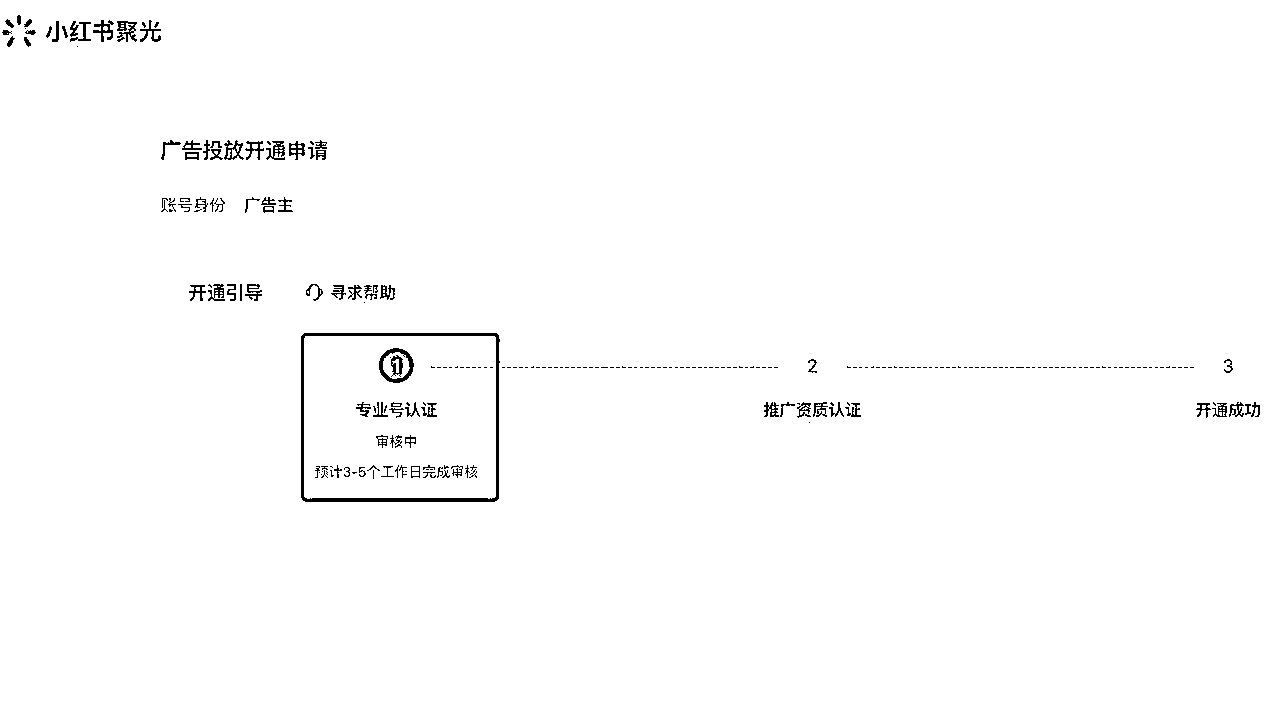 小红书聚光
广告投放开通申请
账号身份 广告主
开通引导 寻求帮助
1 2 3
专业号认证 推广资质认证 开通成功
审核中
预计3-5个工作日完成审核